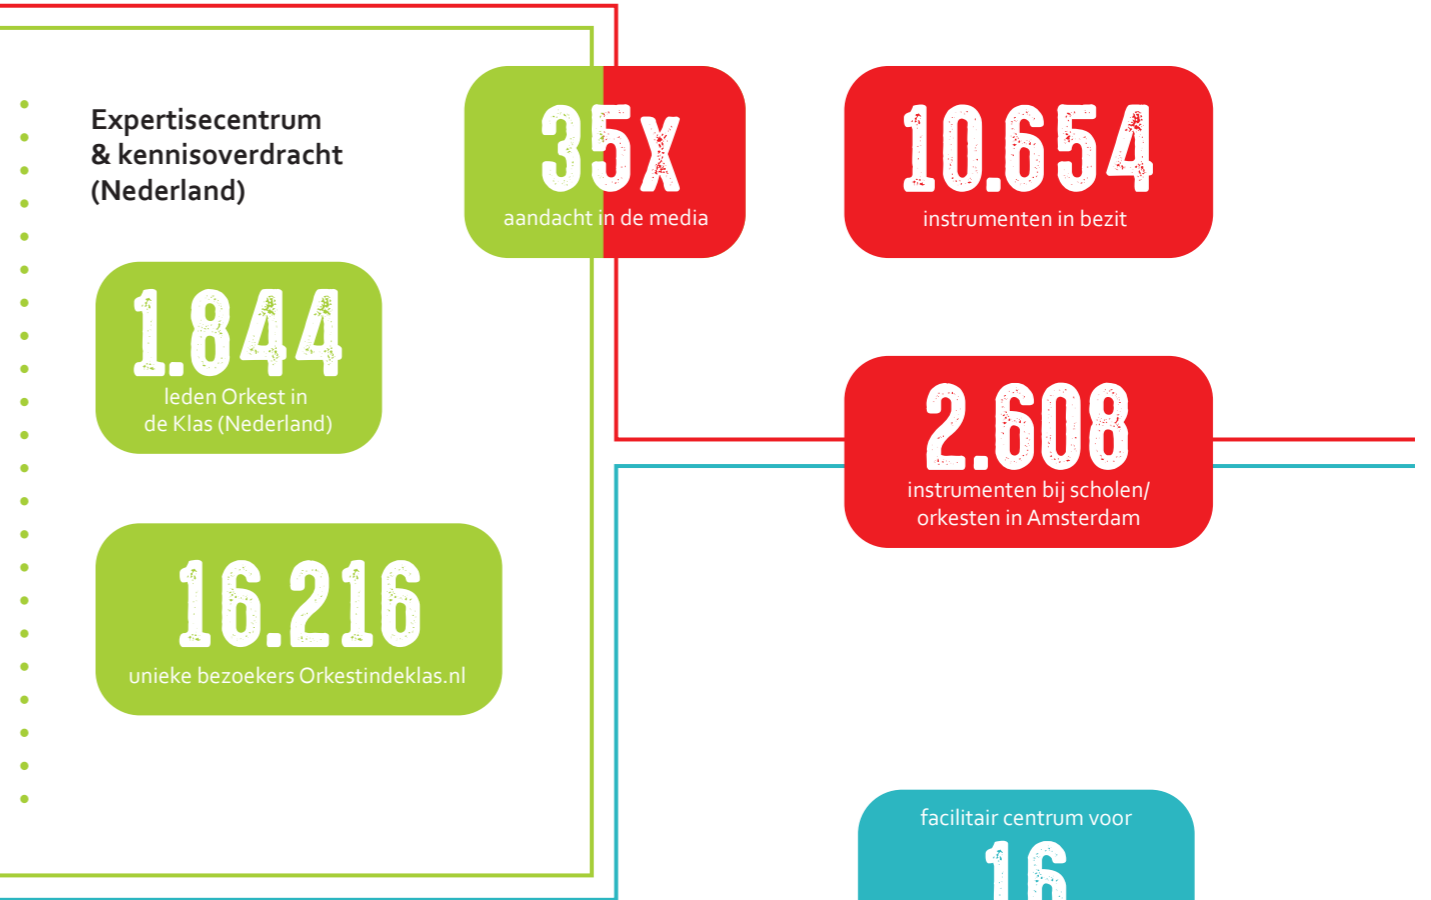 Expertisecentrum
& kennisoverdracht
(Nederland)
1.844
leden Orkest in
de Klas (Nederland)
16.216
unieke bezoekers Orkestindeklas.nl
35x
aandacht in de media
10.654
instrumenten in bezit
2.608
instrumenten bij scholen/
orkesten in Amsterdam
facilitair centrum voor
16